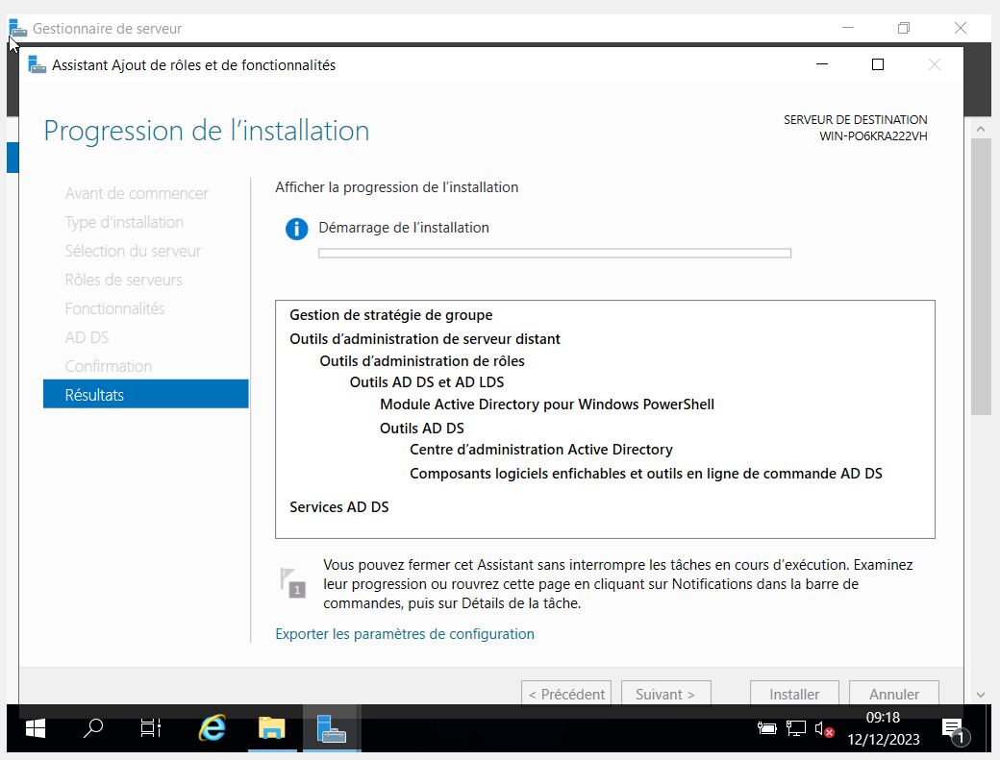 Gestionnaire de serveur
Assistant Ajout de rôles et de fonctionnalités
Progression de l'installation
SERVEUR DE DESTINATION
WIN-PO6KRA222VH
Avant de commencer
Type d'installation
Sélection du serveur
Rôles de serveurs
Fonctionnalités
AD DS
Confirmation
Résultats
Afficher la progression de l'installation
Démarrage de l'installation
Gestion de stratégie de groupe
Outils d'administration de serveur distant
Outils d'administration de rôles
Outils AD DS et AD LDS
Module Active Directory pour Windows PowerShell
Outils AD DS
Centre d'administration Active Directory
Composants logiciels enfichables et outils en ligne de commande AD DS
Services AD DS
1
Vous pouvez fermer cet Assistant sans interrompre les tâches en cours d'exécution. Examinez
leur progression ou rouvrez cette page en cliquant sur Notifications dans la barre de
commandes, puis sur Détails de la tâche.
Exporter les paramètres de configuration
< Précédent
Suivant >
Installer
Annuler
09:18
12/12/2023
1